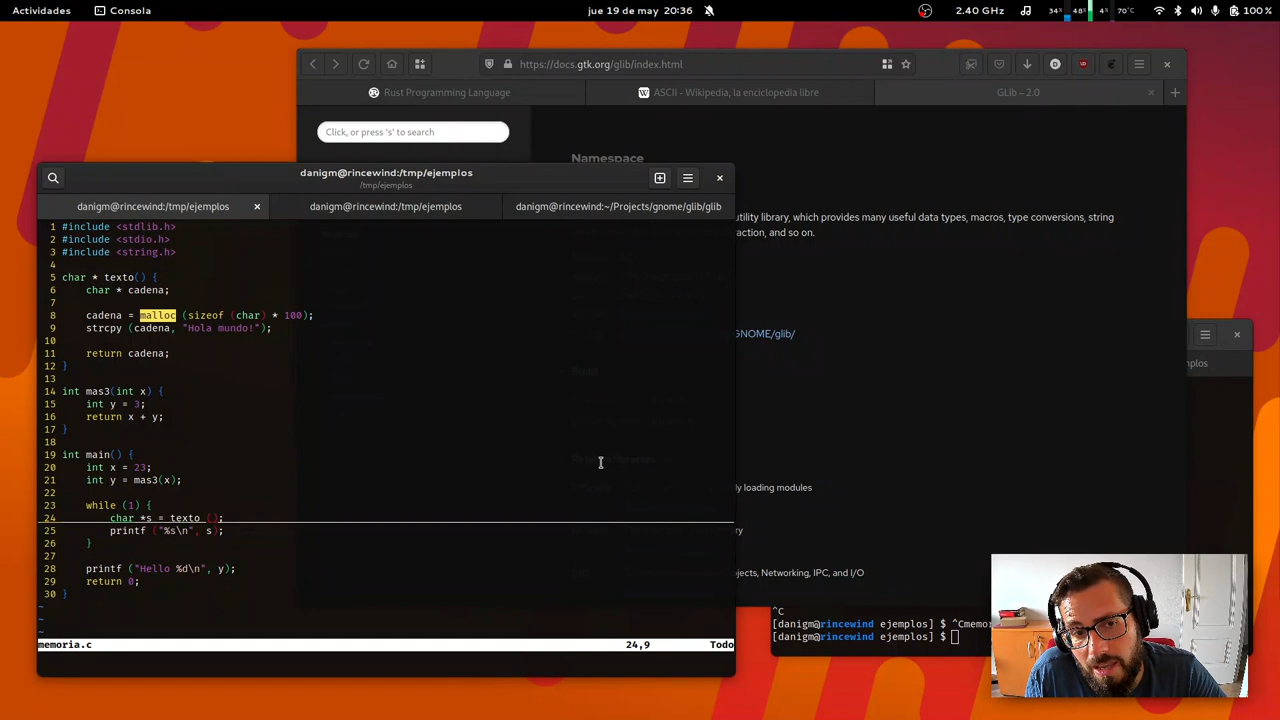 Actividades
Consola
jue 19 de may 20:36
2.40 GHz
34%
48%
4%
70°C
100 %
https://docs.gtk.org/glib/index.html
Rust Programming Language
ASCII - Wikipedia, la enciclopedia libre
GLib – 2.0
Click, or press 's' to search
Namespace
danigm@rincewind:/tmp/ejemplos
/tmp/ejemplos
danigm@rincewind:/tmp/ejemplos
danigm@rincewind:/tmp/ejemplos
danigm@rincewind:~/Projects/gnome/glib/glib
utility library, which provides many useful data types, macros, type conversions, string
raction, and so on.
GNOME/glib/
plos
ly loading modules
ry
jects, Networking, IPC, and I/O
1 #include <stdlib.h>
2 #include <stdio.h>
3 #include <string.h>
4
5 char * texto() {
6     char * cadena;
7
8     cadena = malloc (sizeof (char) * 100);
9     strcpy (cadena, "Hola mundo!");
10
11     return cadena;
12 }
13
14 int mas3(int x) {
15     int y = 3;
16     return x + y;
17 }
18
19 int main() {
20     int x = 23;
21     int y = mas3(x);
22
23     while (1) {
24         char *s = texto ();
25         printf ("%s\n", s);
26     }
27
28     printf ("Hello %d\n", y);
29     return 0;
30 }
~
~
~
memoria.c 24,9 Todo
^C
[danigm@rincewind ejemplos] $ ^Cmemo
[danigm@rincewind ejemplos] $